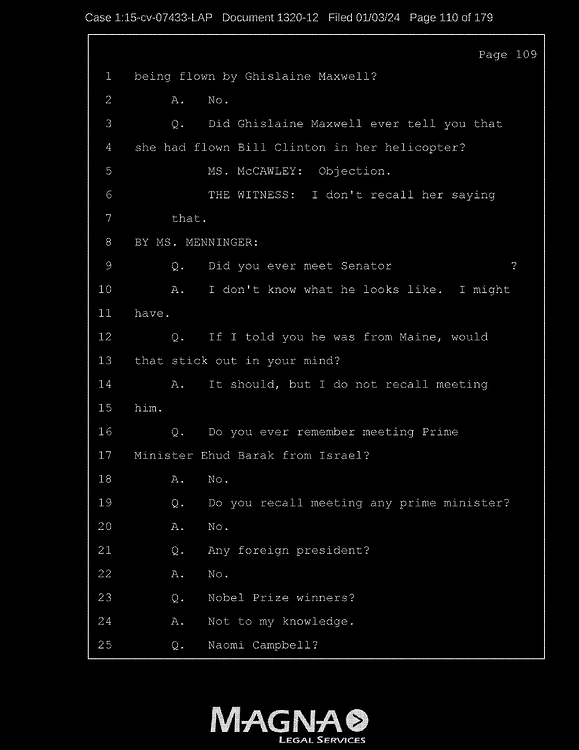 Case 1:15-cv-07433-LAP Document 1320-12 Filed 01/03/24 Page 110 of 179
Page 109
1 being flown by Ghislaine Maxwell?
2 A. No.
3 Q. Did Ghislaine Maxwell ever tell you that
4 she had flown Bill Clinton in her helicopter?
5 MS. McCAWLEY: Objection.
6 THE WITNESS: I don't recall her saying
7 that.
8 BY MS. MENNINGER:
9 Q. Did you ever meet Senator ?
10 A. I don't know what he looks like. I might
11 have.
12 Q. If I told you he was from Maine, would
13 that stick out in your mind?
14 A. It should, but I do not recall meeting
15 him.
16 Q. Do you ever remember meeting Prime
17 Minister Ehud Barak from Israel?
18 A. No.
19 Q. Do you recall meeting any prime minister?
20 A. No.
21 Q. Any foreign president?
22 A. No.
23 Q. Nobel Prize winners?
24 A. Not to my knowledge.
25 Q. Naomi Campbell?
MAGNA
LEGAL SERVICES